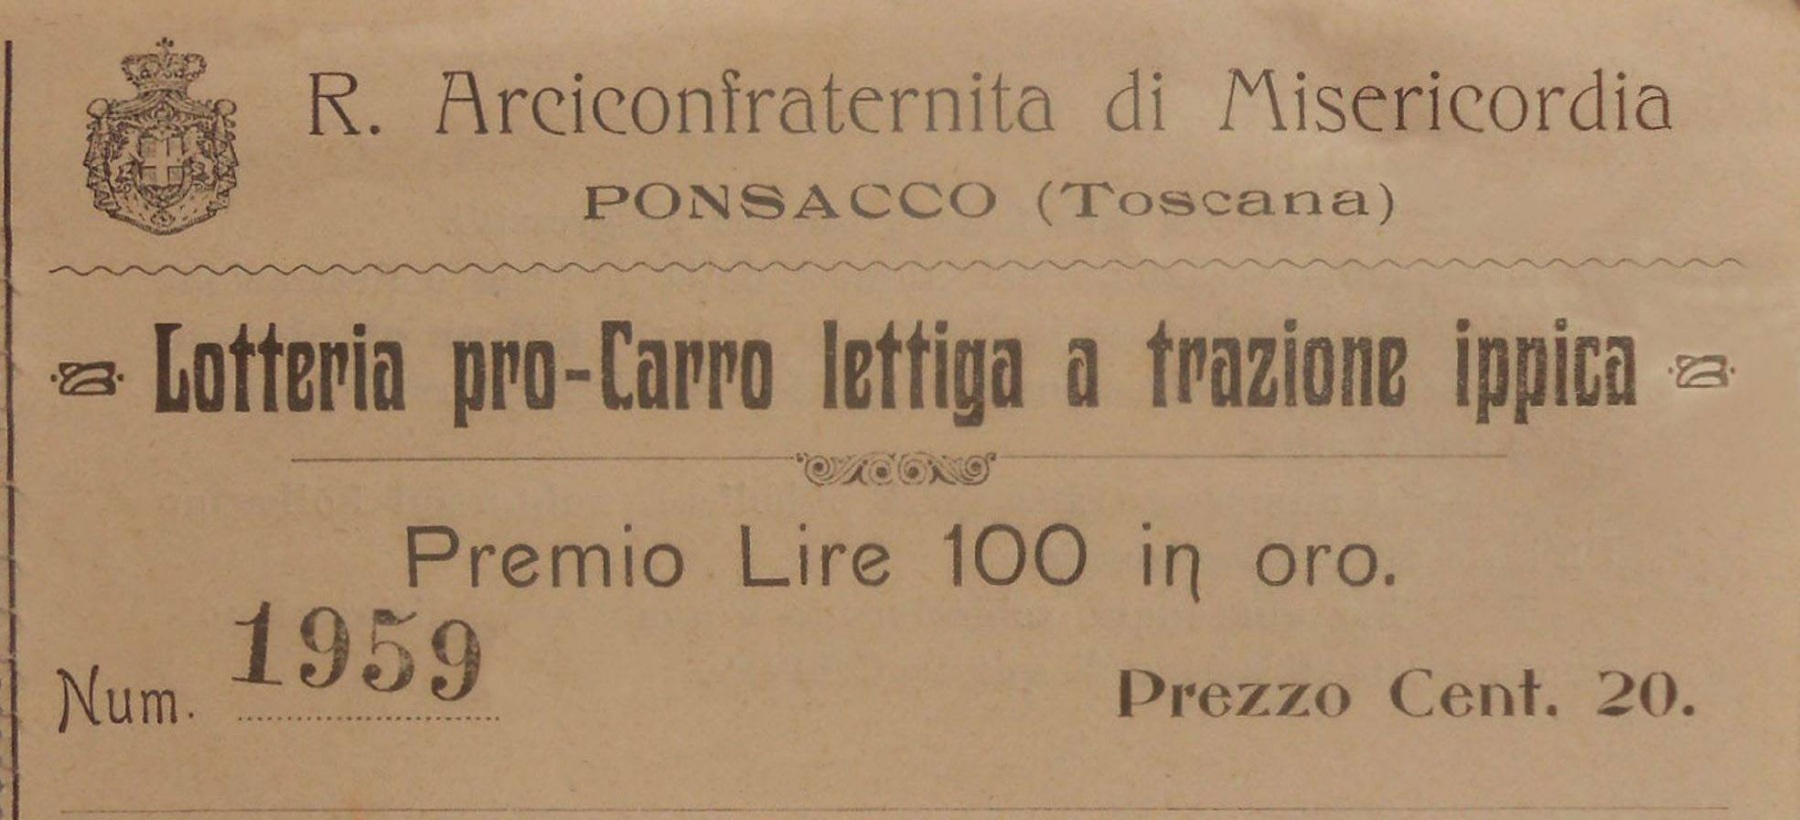 R. Arciconfraternita di Misericordia
PONSACCO (Toscana)
Lotteria pro-Carro lettiga a trazione ippica
Premio Lire 100 in oro.
Num. 1959
Prezzo Cent. 20.